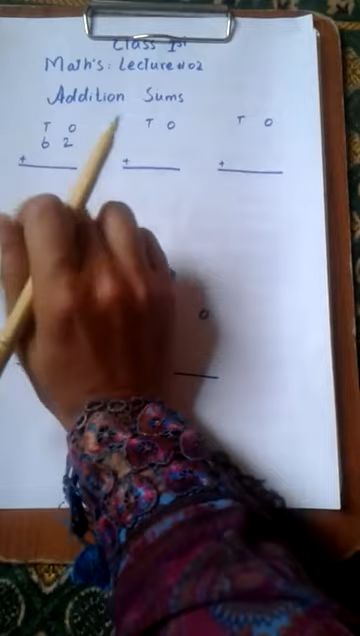 Class 1st
Math's: Lecture #02
Addition Sums
T O T O T O
6 2
+ + +
O